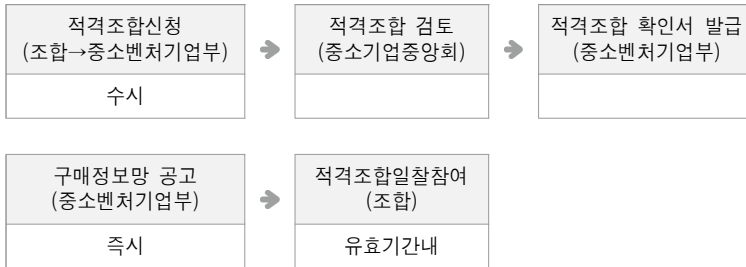 적격조합신청
(조합→중소벤처기업부)
수시
적격조합 검토
(중소기업중앙회)
적격조합 확인서 발급
(중소벤처기업부)
구매정보망 공고
(중소벤처기업부)
즉시
적격조합입찰참여
(조합)
유효기간내